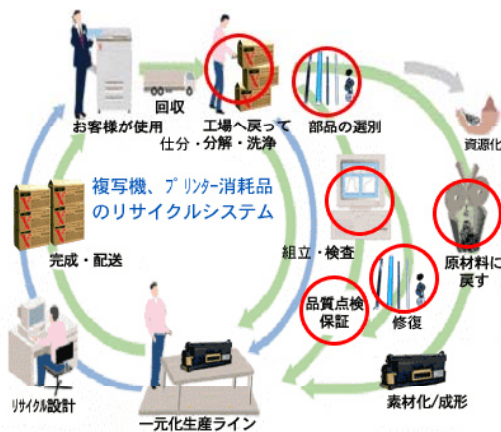 お客様が使用
回収
工場へ戻って
仕分・分解・洗浄
部品の選別
資源化
複写機、プリンター消耗品
のリサイクルシステム
完成・配送
組立・検査
原材料に
戻す
品質点検
保証
修復
リサイクル設計
一元化生産ライン
素材化/成形